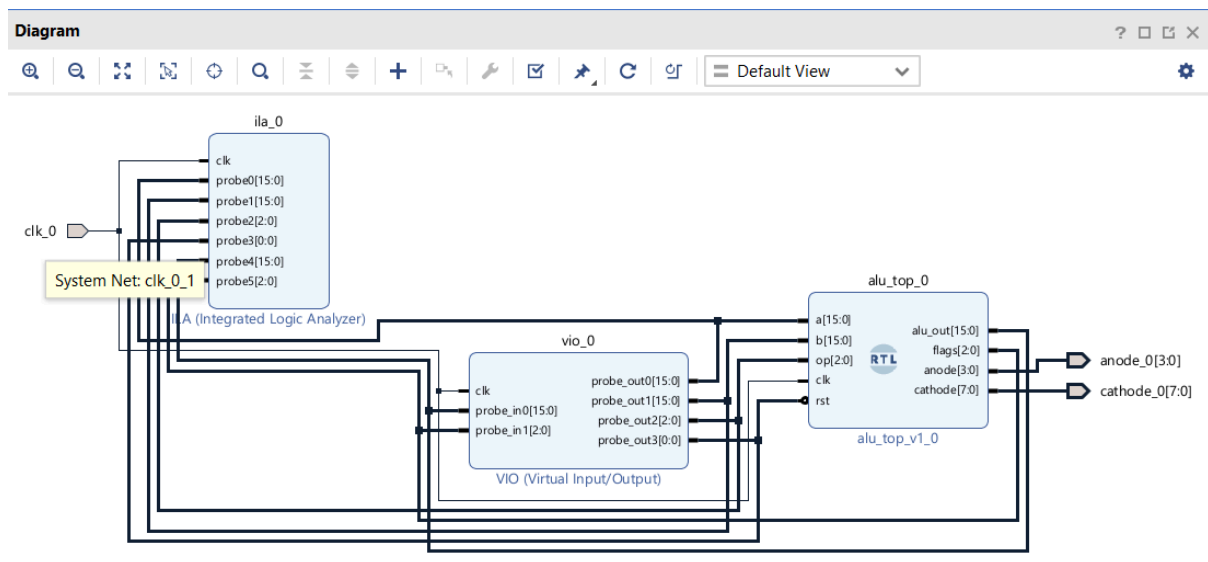 Diagram
Default View
ila_0
clk
probe0[15:0]
probe1[15:0]
probe2[2:0]
probe3[0:0]
probe4[15:0]
probe5[2:0]
clk_0
System Net: clk_0_1
ILA (Integrated Logic Analyzer)
vio_0
clk
probe_in0[15:0]
probe_in1[2:0]
probe_out0[15:0]
probe_out1[15:0]
probe_out2[2:0]
probe_out3[0:0]
VIO (Virtual Input/Output)
alu_top_0
a[15:0]
b[15:0]
op[2:0]
clk
rst
RTL
alu_out[15:0]
flags[2:0]
anode[3:0]
cathode[7:0]
alu_top_v1_0
anode_0[3:0]
cathode_0[7:0]